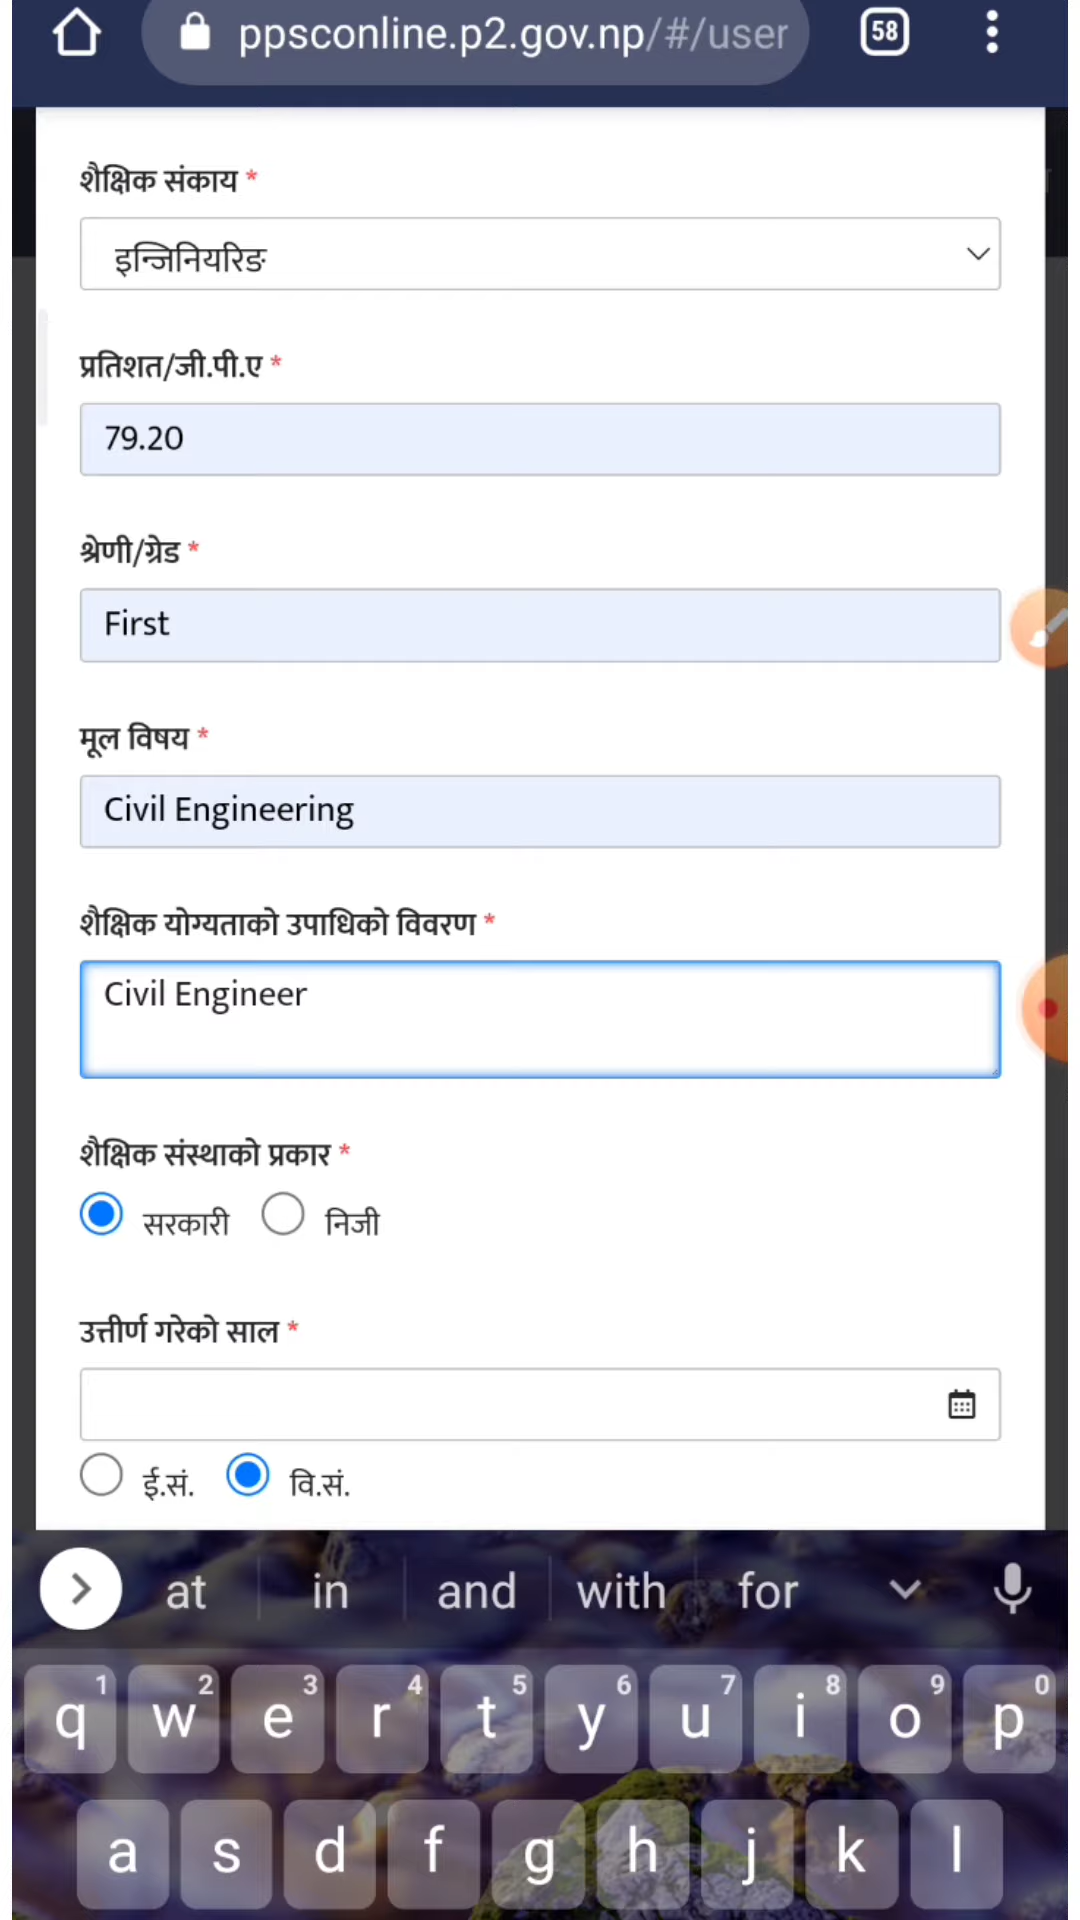 ppsconline.p2.gov.np/#/user
58
शैक्षिक संकाय *
इन्जिनियरिङ
प्रतिशत/जी.पी.ए *
79.20
श्रेणी/ग्रेड *
First
मूल विषय *
Civil Engineering
शैक्षिक योग्यताको उपाधिको विवरण *
Civil Engineer
शैक्षिक संस्थाको प्रकार *
सरकारी निजी
उत्तीर्ण गरेको साल *
ई.सं. वि.सं.
at in and with for
1 2 3 4 5 6 7 8 9 0
q w e r t y u i o p
a s d f g h j k l